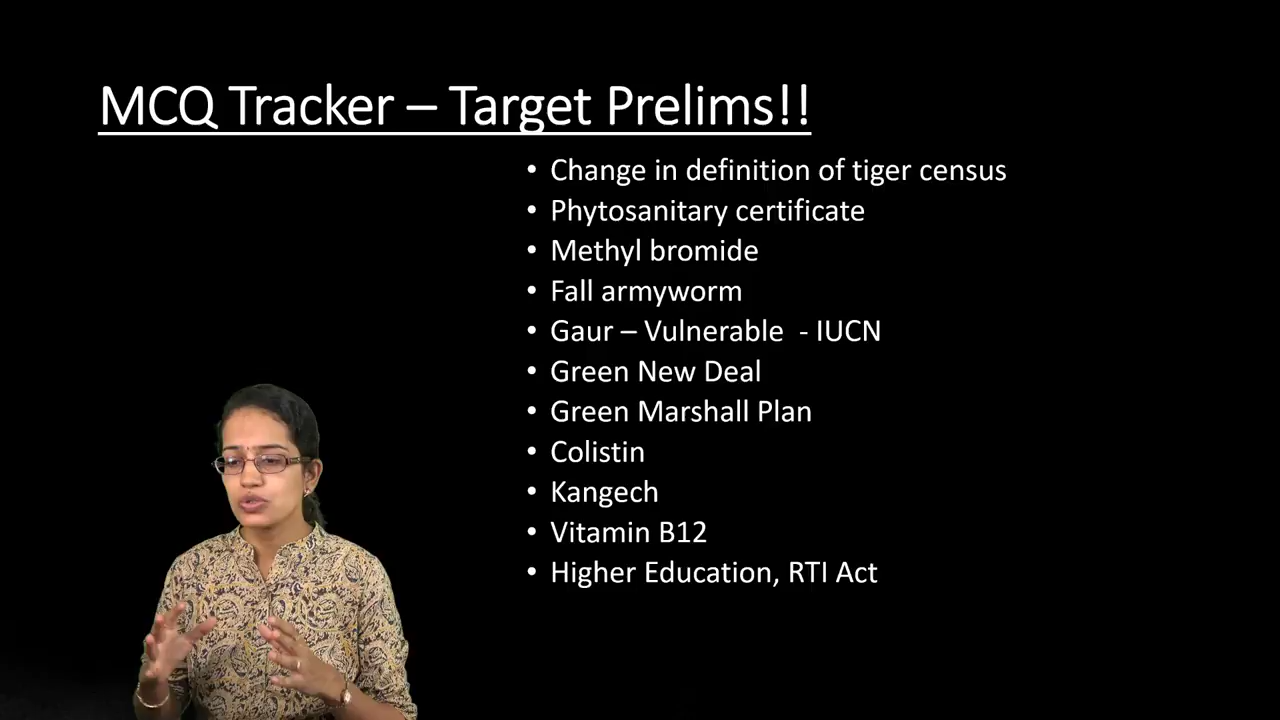 MCQ Tracker – Target Prelims!!
• Change in definition of tiger census
• Phytosanitary certificate
• Methyl bromide
• Fall armyworm
• Gaur – Vulnerable - IUCN
• Green New Deal
• Green Marshall Plan
• Colistin
• Kangech
• Vitamin B12
• Higher Education, RTI Act